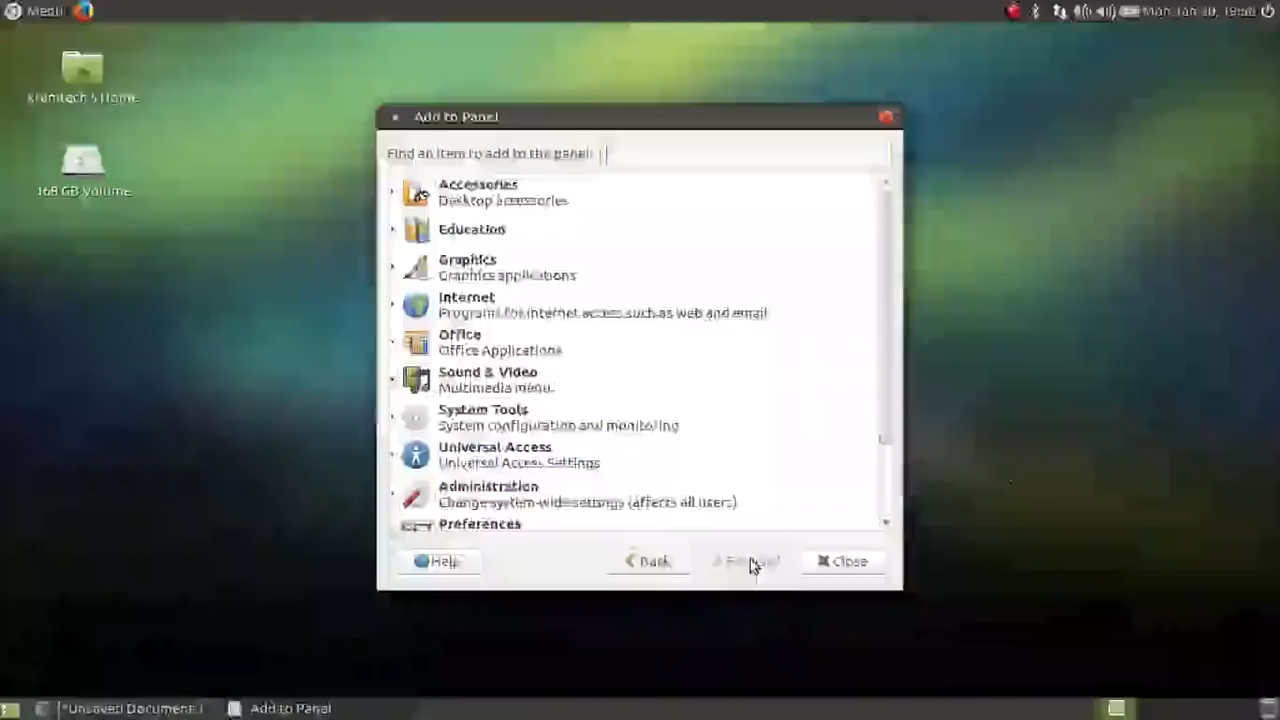 Menu
Mon Jan 30, 19:
Home
168 GB Volume
Add to Panel
Find an item to add to the panel:
Accessories
Desktop accessories
Education
Graphics
Graphics applications
Internet
Programs for Internet access such as web and email
Office
Office Applications
Sound & Video
Multimedia menu
System Tools
System configuration and monitoring
Universal Access
Universal Access Settings
Administration
Change system-wide settings (affects all users)
Preferences
Help
Back
Close
*Unsaved Document 1
Add to Panel